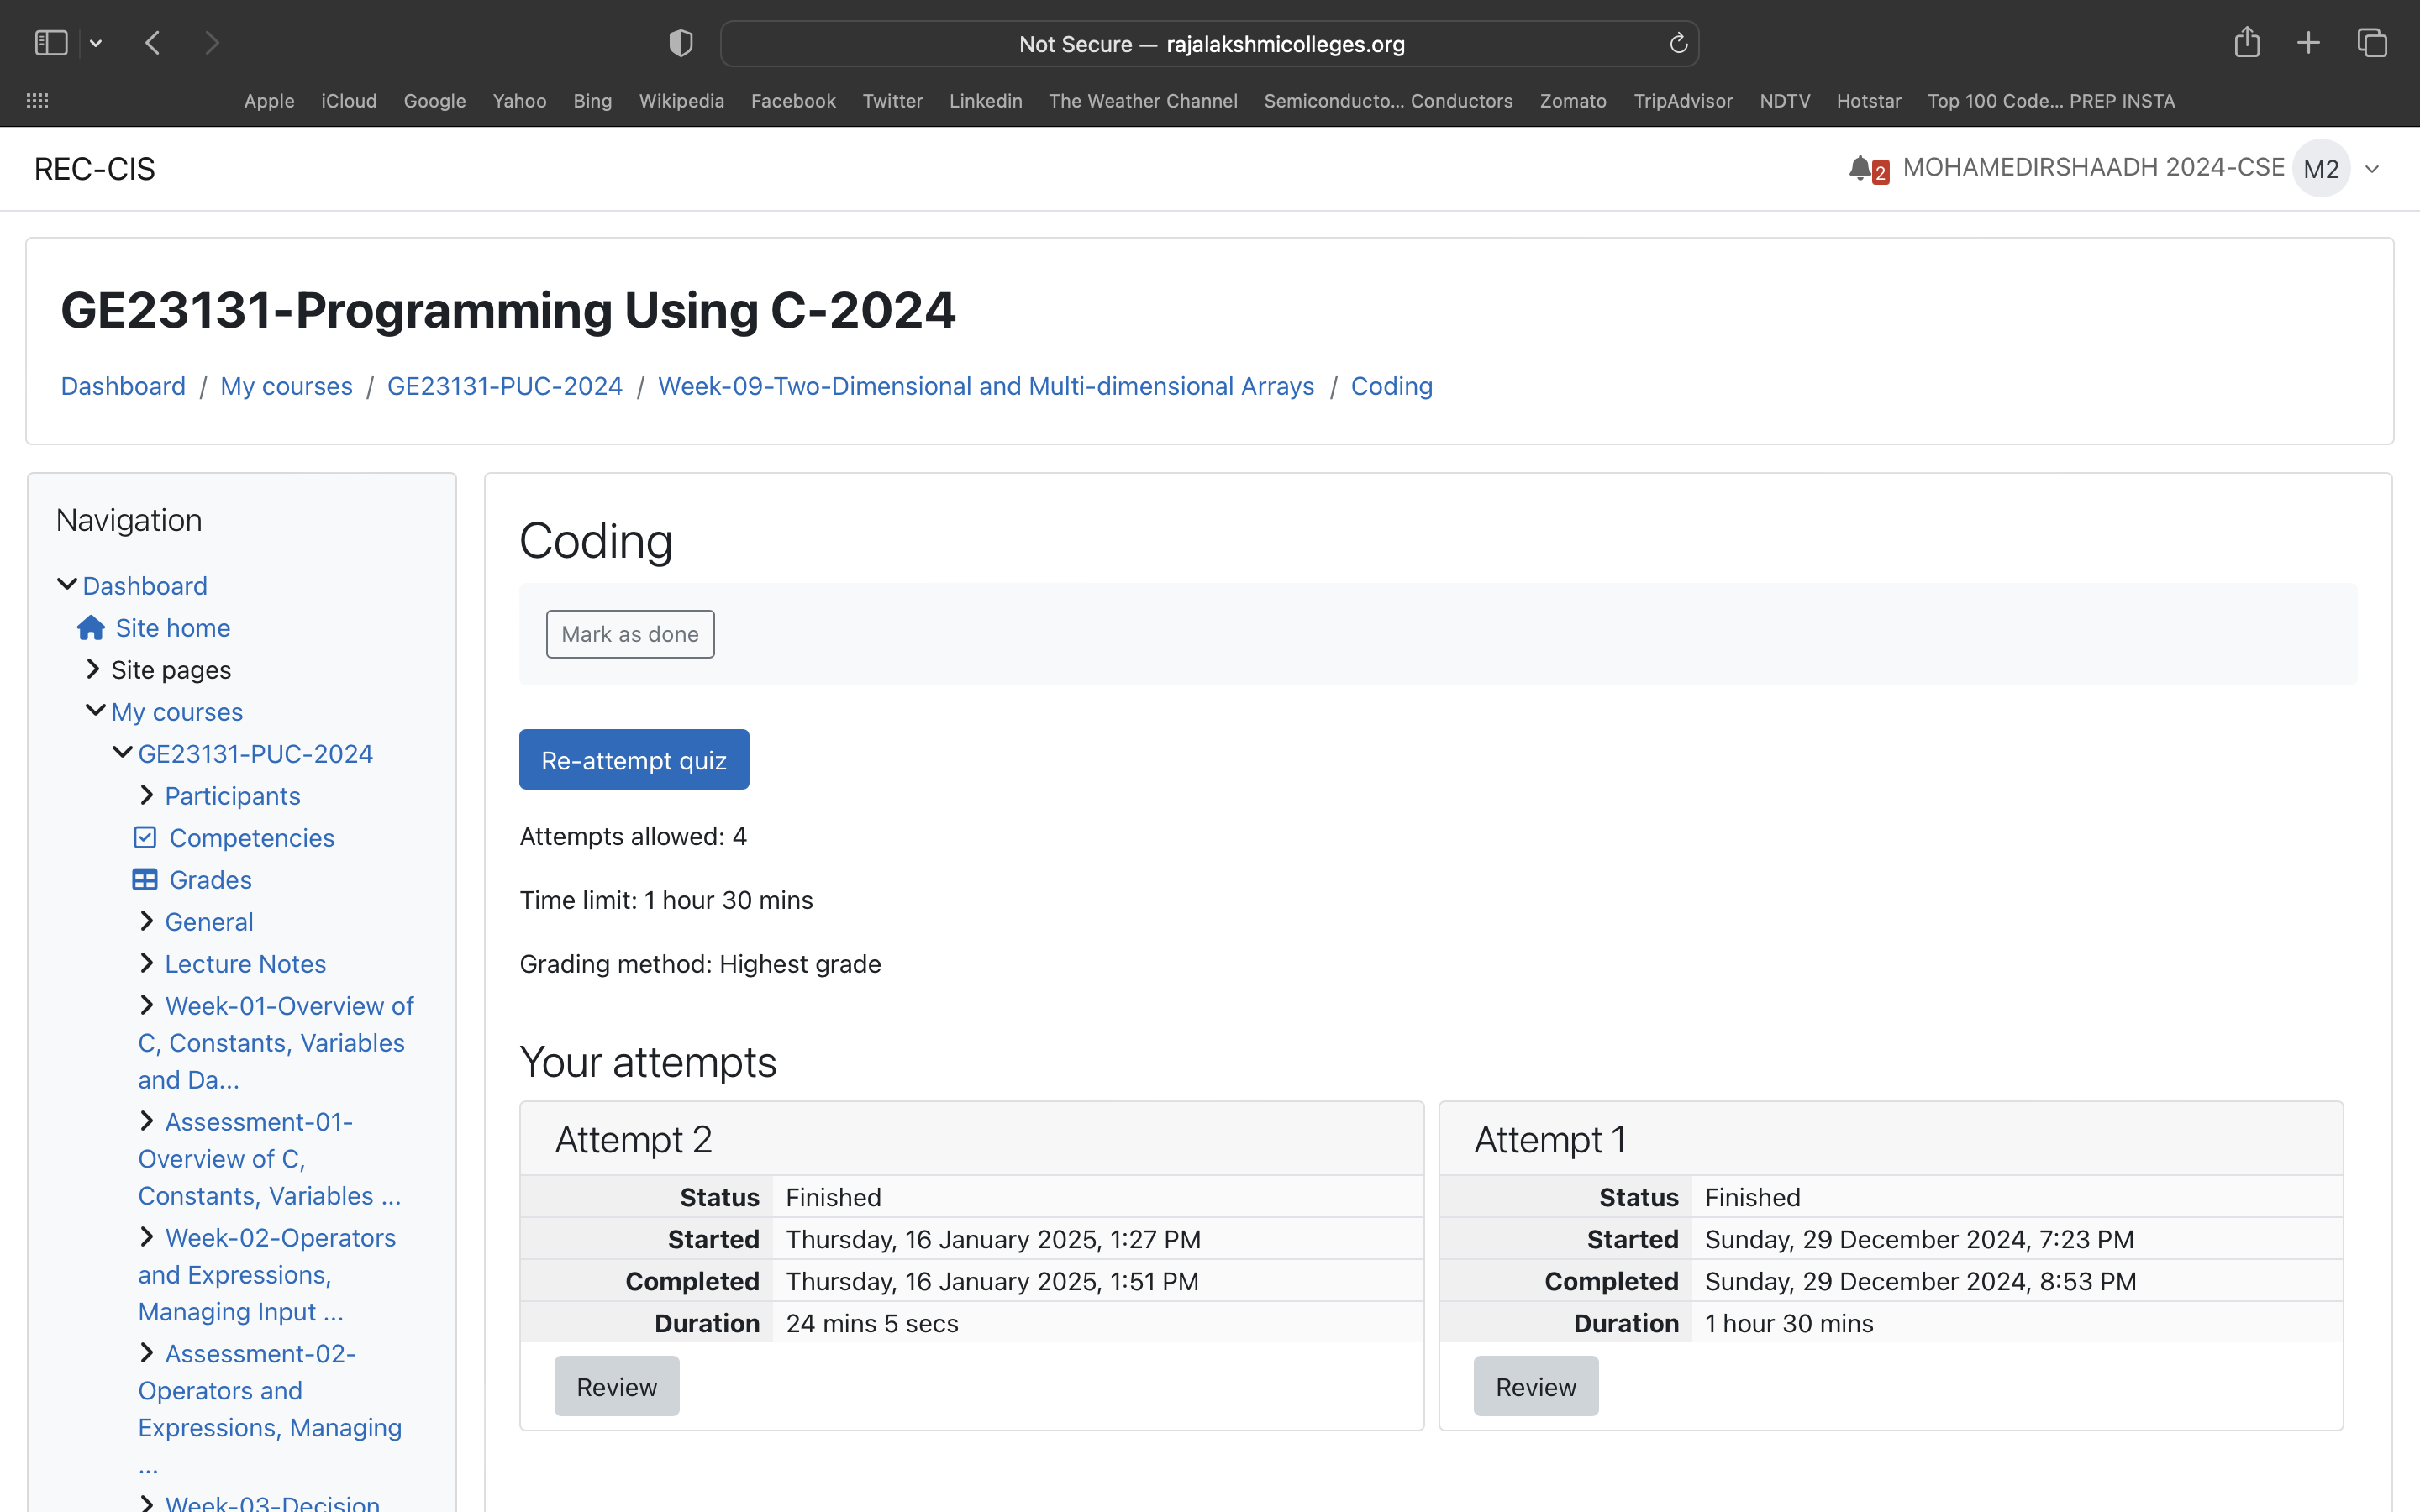 Not Secure — rajalakshmicolleges.org
Apple iCloud Google Yahoo Bing Wikipedia Facebook Twitter Linkedin The Weather Channel Semiconducto... Conductors Zomato TripAdvisor NDTV Hotstar Top 100 Code... PREP INSTA
REC-CIS
2 MOHAMEDIRSHAADH 2024-CSE M2
GE23131-Programming Using C-2024
Dashboard / My courses / GE23131-PUC-2024 / Week-09-Two-Dimensional and Multi-dimensional Arrays / Coding
Navigation
Dashboard
Site home
Site pages
My courses
GE23131-PUC-2024
Participants
Competencies
Grades
General
Lecture Notes
Week-01-Overview of
C, Constants, Variables
and Da...
Assessment-01-
Overview of C,
Constants, Variables ...
Week-02-Operators
and Expressions,
Managing Input ...
Assessment-02-
Operators and
Expressions, Managing
...
Week-03-Decision
Coding
Mark as done
Re-attempt quiz
Attempts allowed: 4
Time limit: 1 hour 30 mins
Grading method: Highest grade
Your attempts
Attempt 2
Status Finished
Started Thursday, 16 January 2025, 1:27 PM
Completed Thursday, 16 January 2025, 1:51 PM
Duration 24 mins 5 secs
Review
Attempt 1
Status Finished
Started Sunday, 29 December 2024, 7:23 PM
Completed Sunday, 29 December 2024, 8:53 PM
Duration 1 hour 30 mins
Review